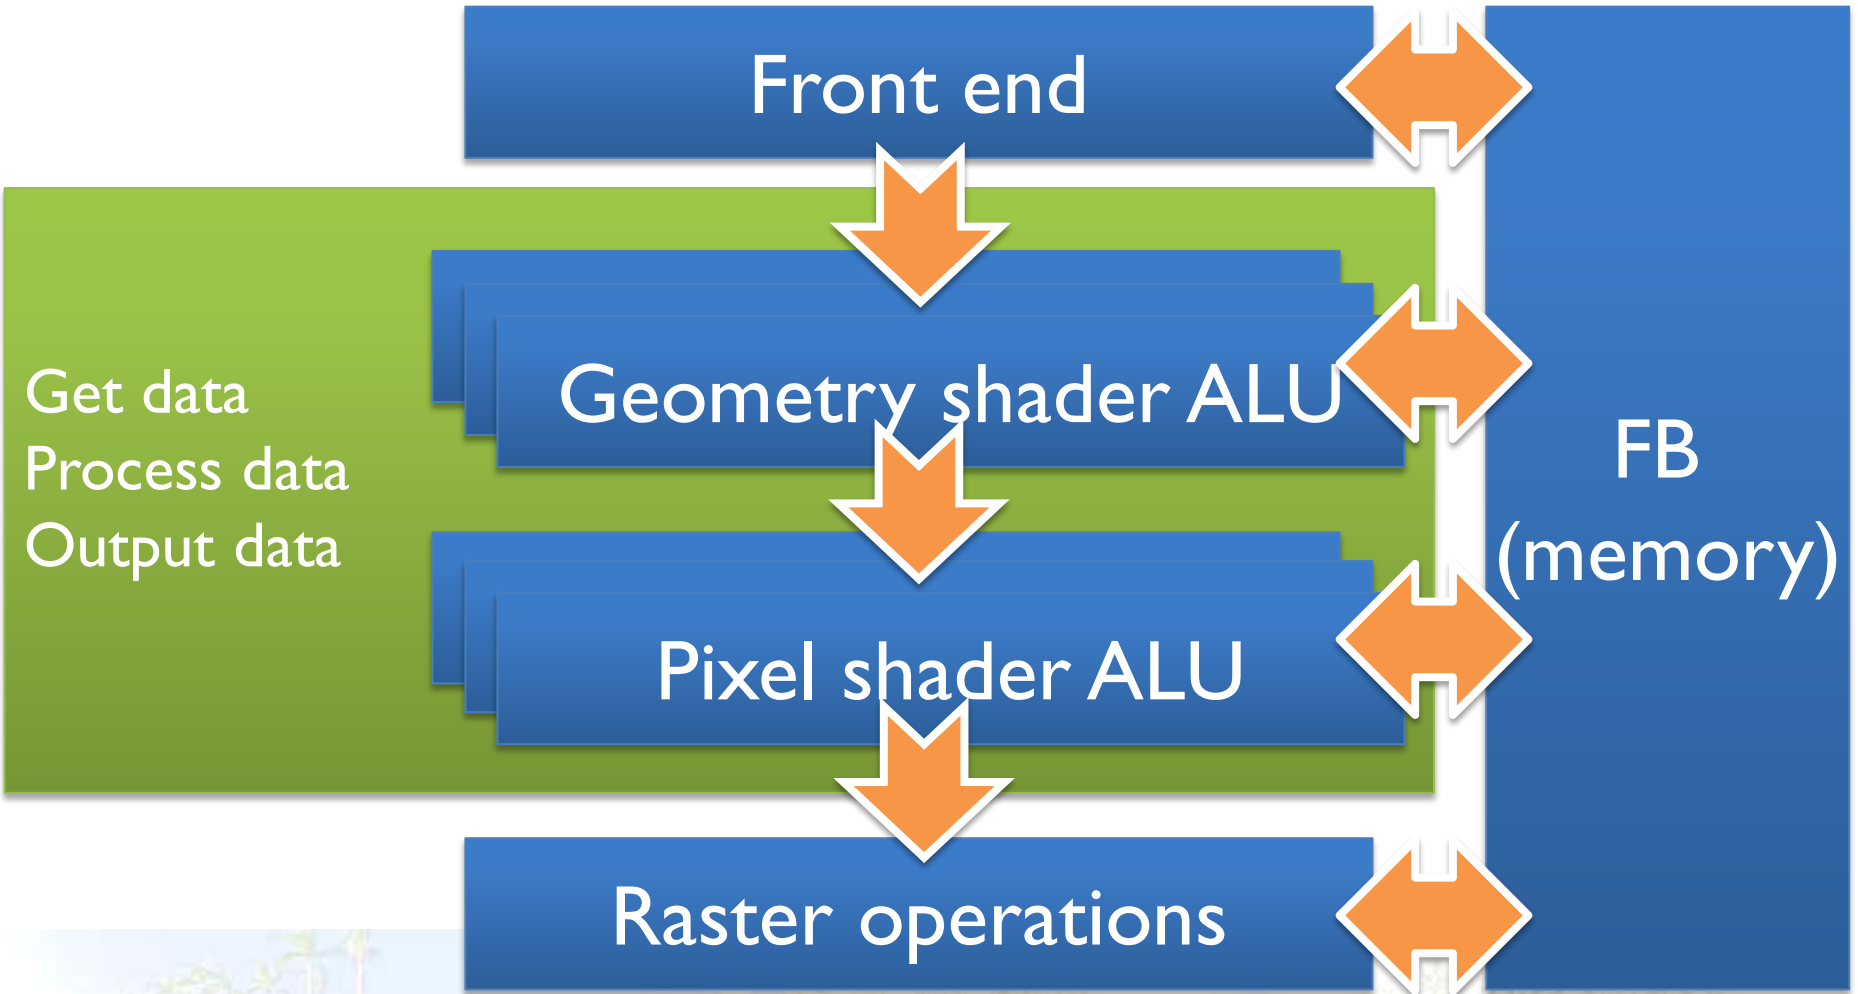 Front end
Get data
Process data
Output data
Geometry shader ALU
Pixel shader ALU
FB
(memory)
Raster operations